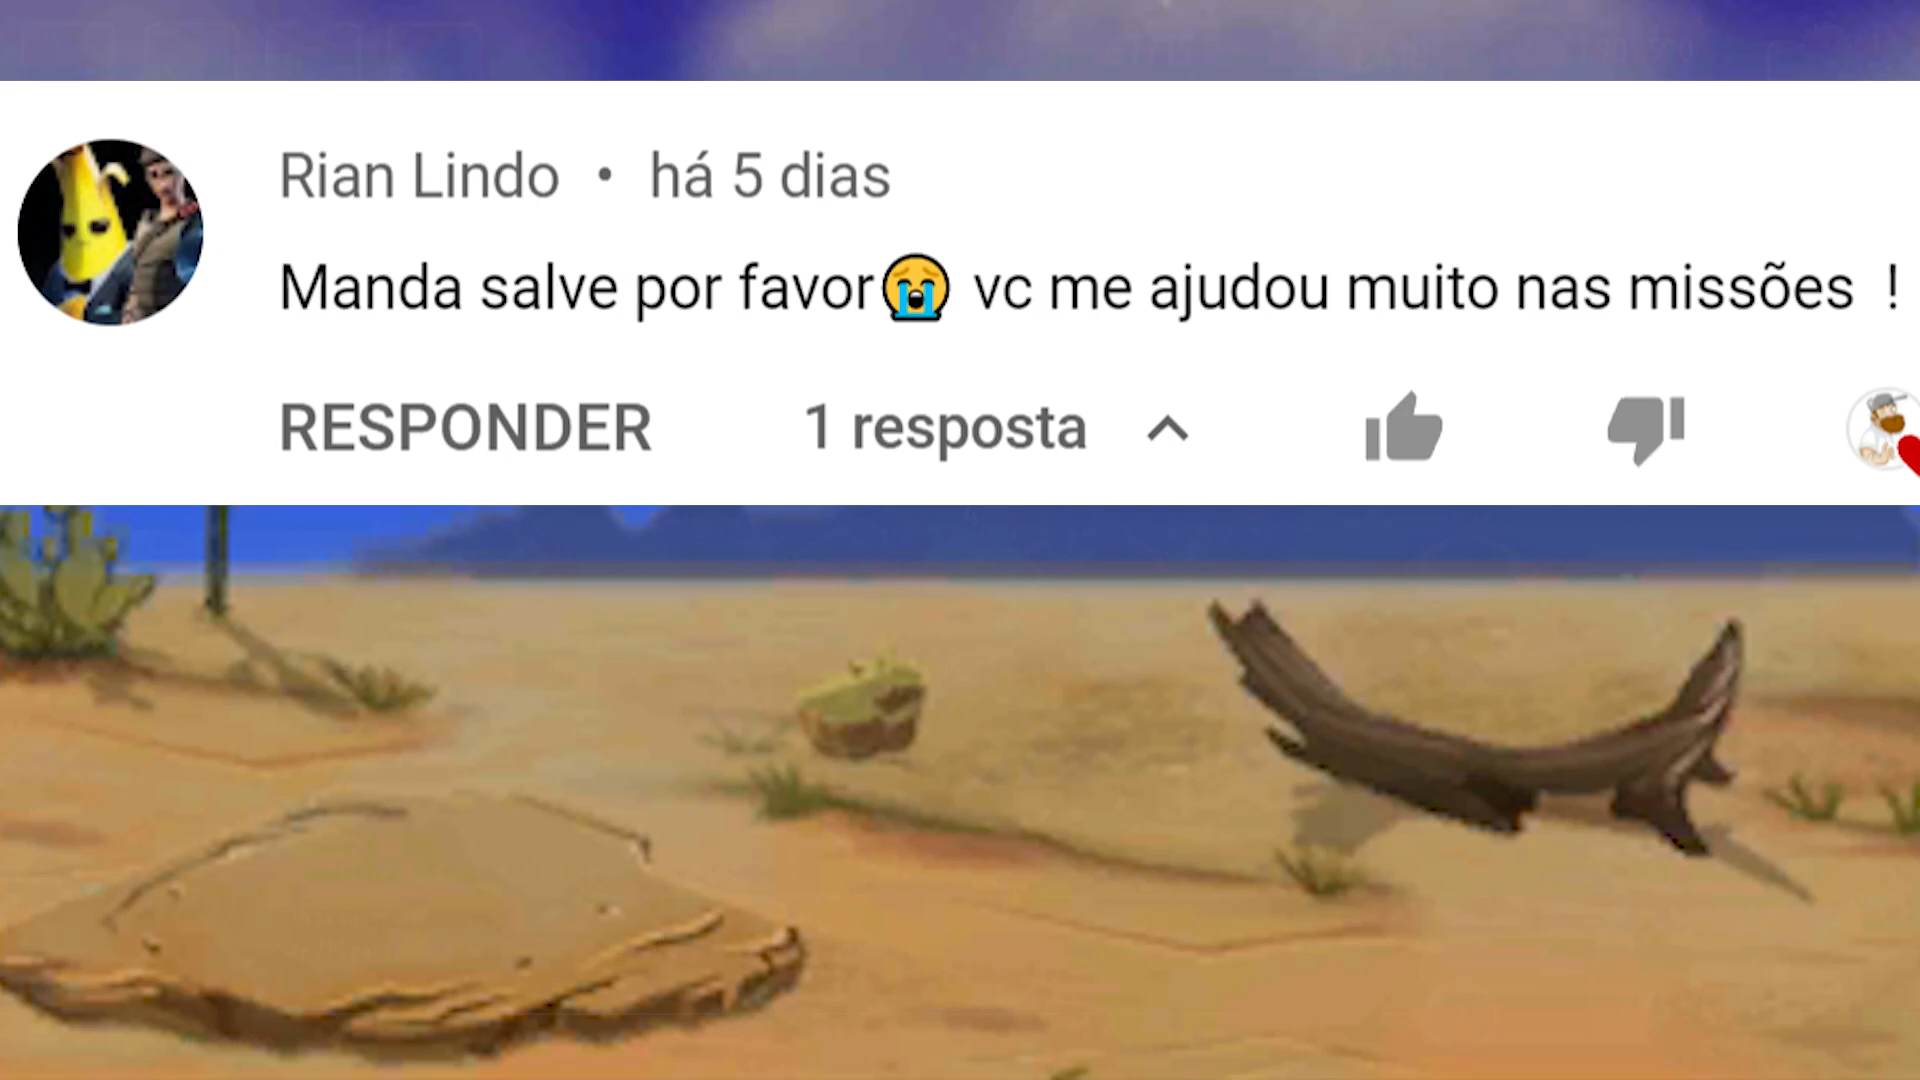 Rian Lindo • há 5 dias
Manda salve por favor😭 vc me ajudou muito nas missões !
RESPONDER 1 resposta